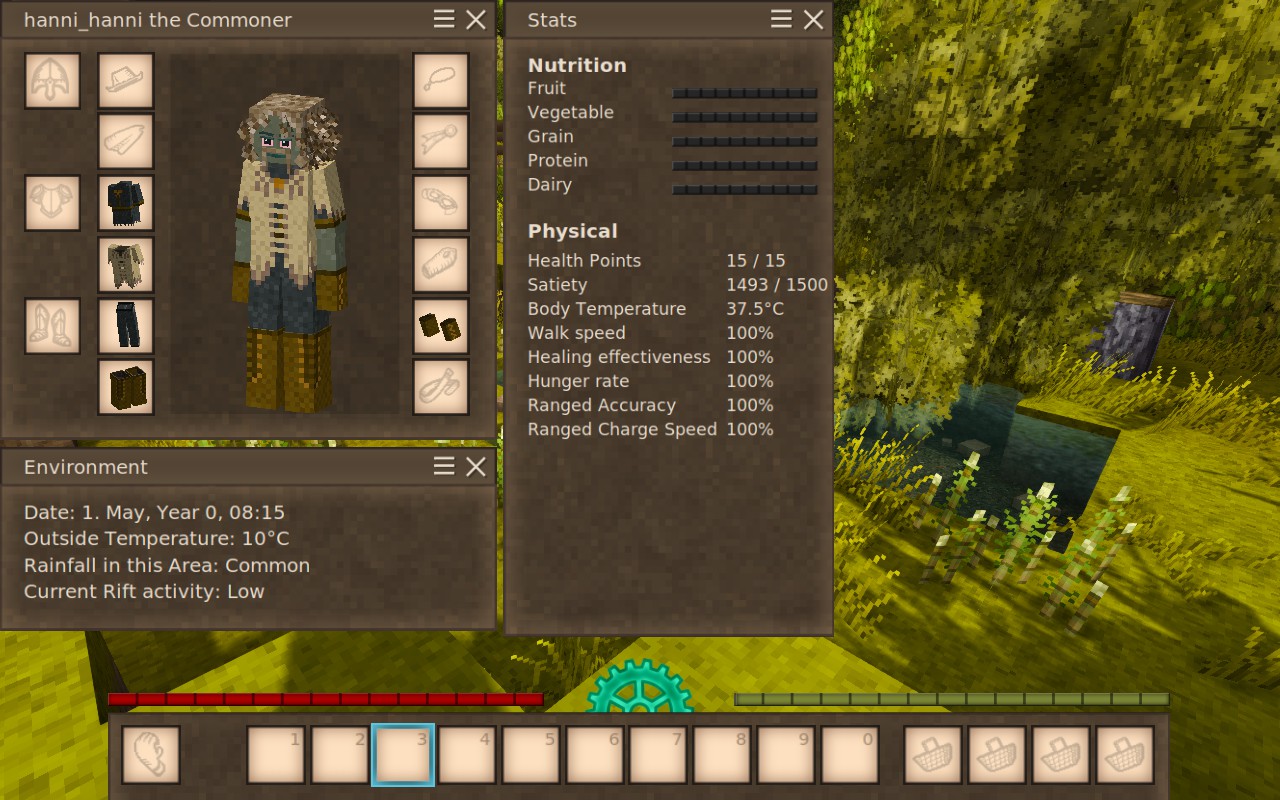 hanni_hanni the Commoner
Stats
Nutrition
Fruit
Vegetable
Grain
Protein
Dairy
Physical
Health Points 15 / 15
Satiety 1493 / 1500
Body Temperature 37.5°C
Walk speed 100%
Healing effectiveness 100%
Hunger rate 100%
Ranged Accuracy 100%
Ranged Charge Speed 100%
Environment
Date: 1. May, Year 0, 08:15
Outside Temperature: 10°C
Rainfall in this Area: Common
Current Rift activity: Low
1 2 3 4 5 6 7 8 9 0